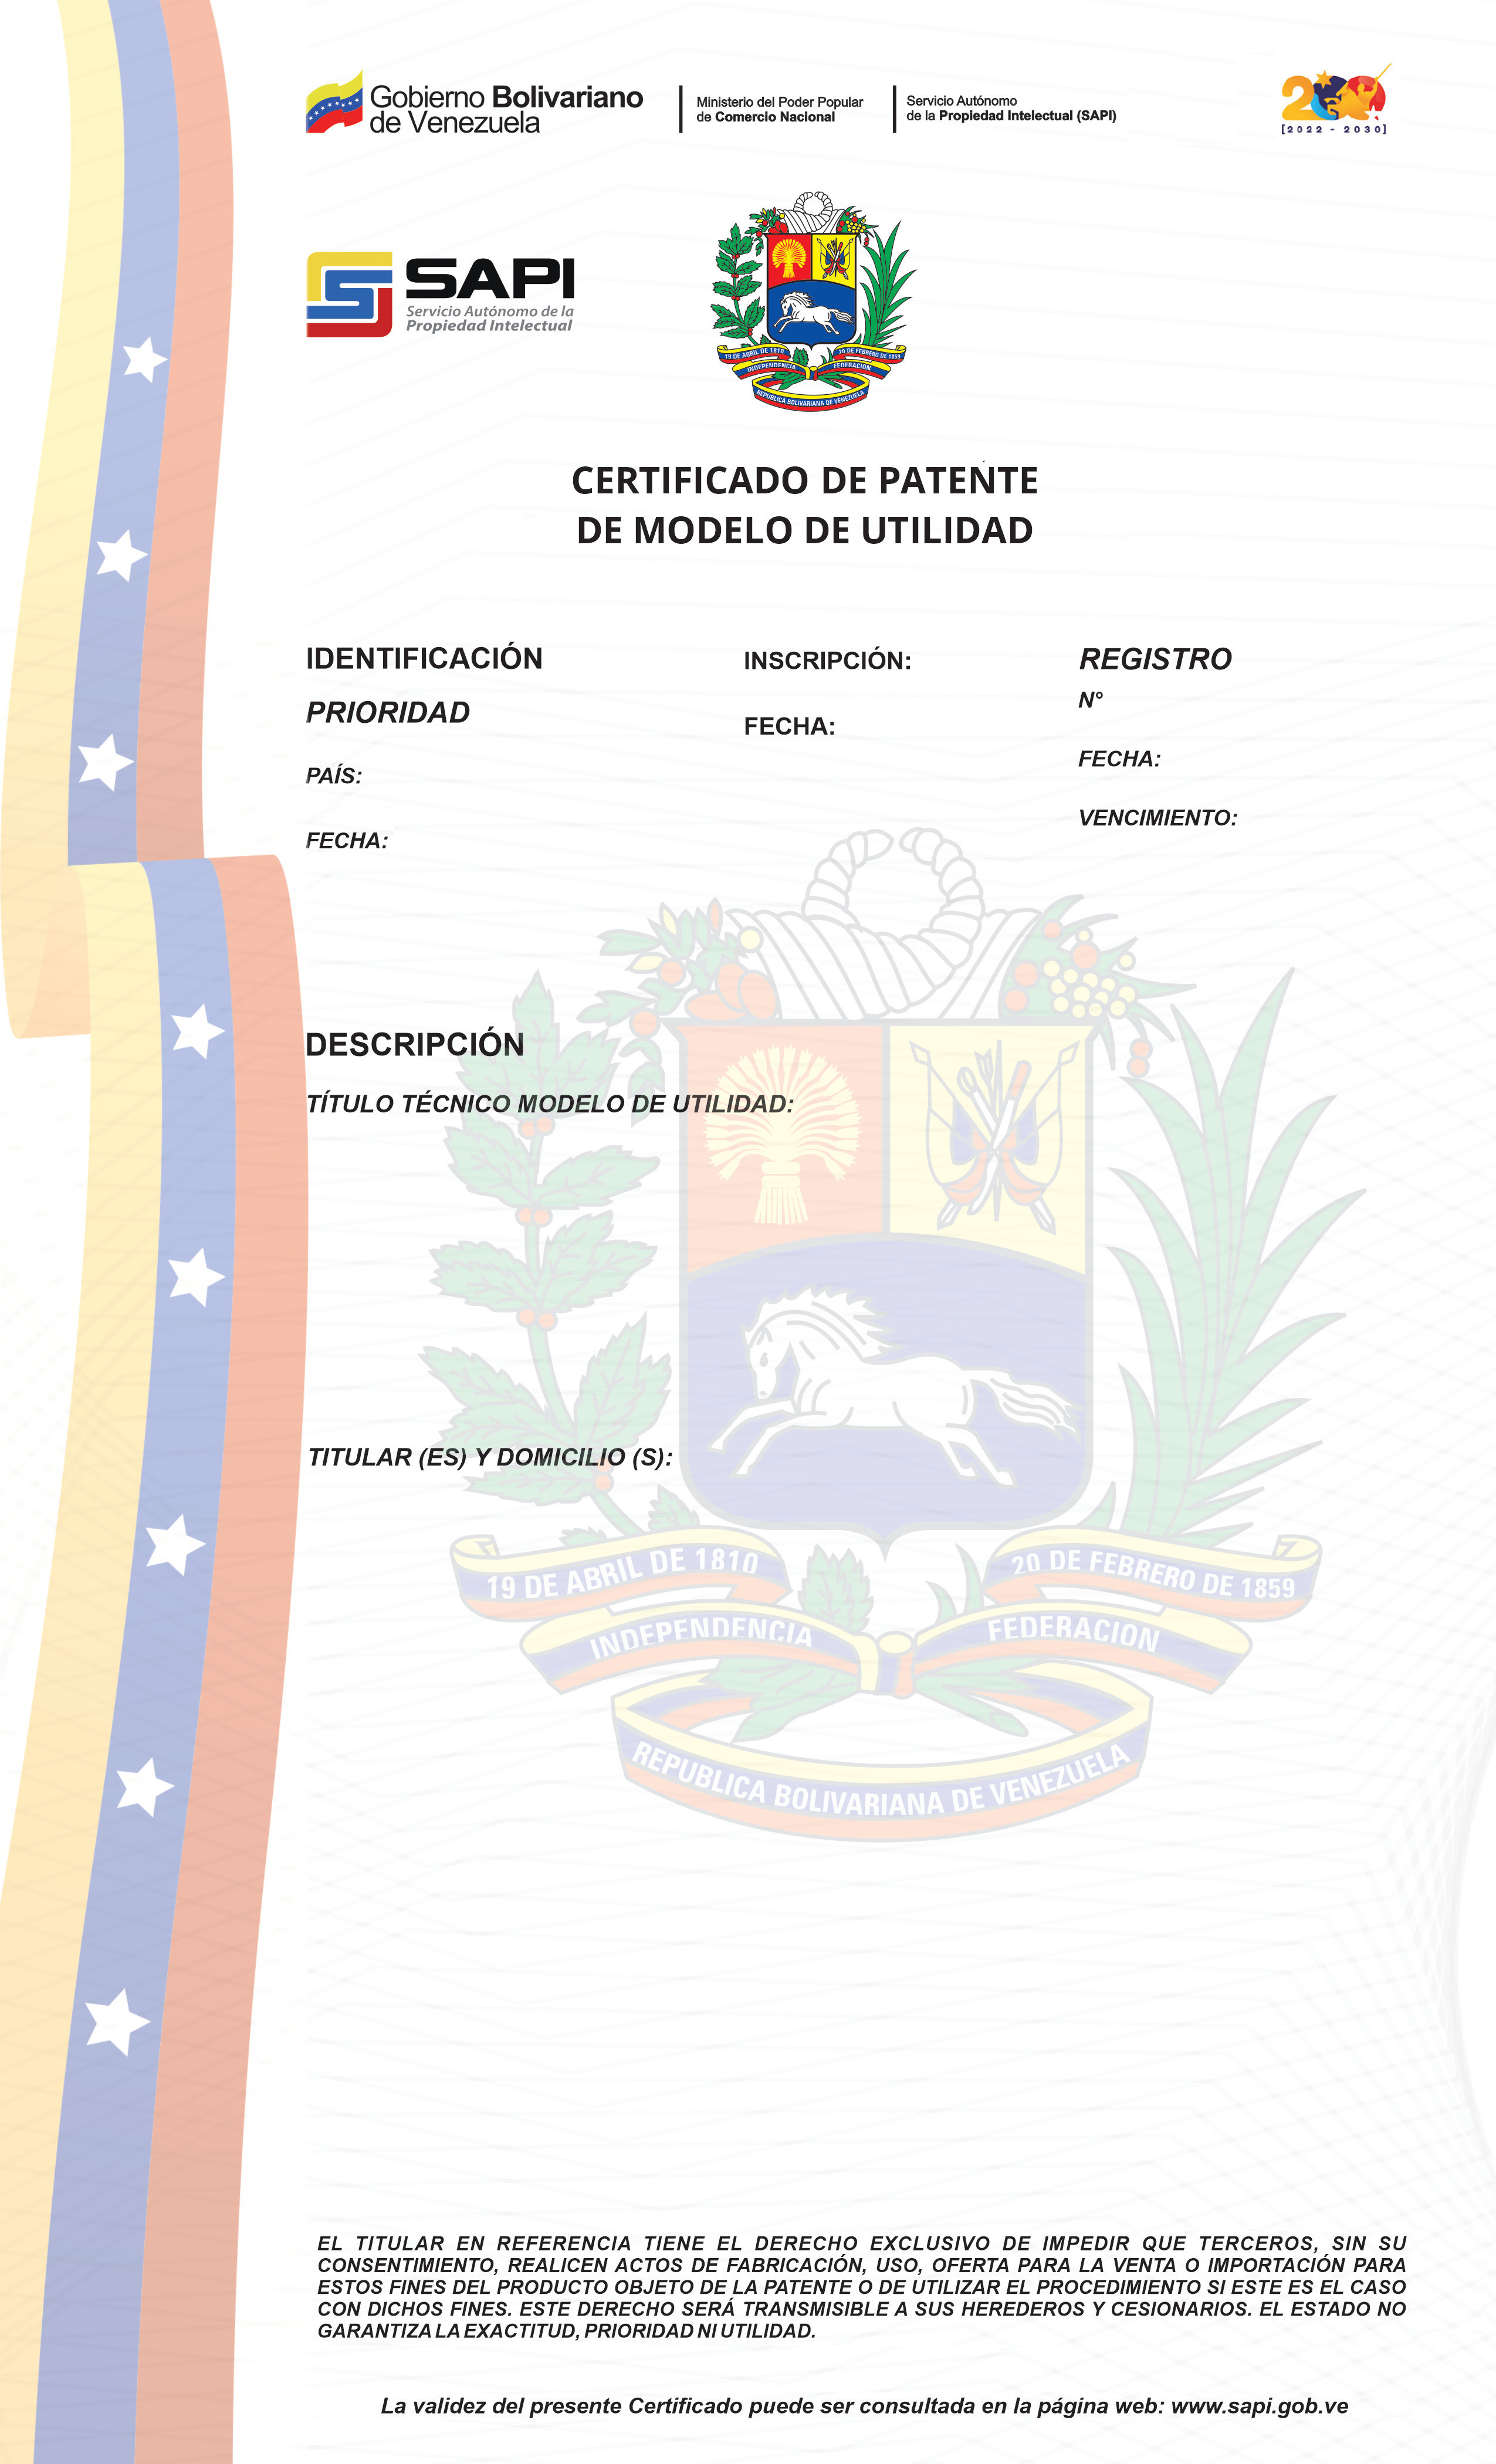 Gobierno Bolivariano
de Venezuela
Ministerio del Poder Popular
de Comercio Nacional
Servicio Autónomo
de la Propiedad Intelectual (SAPI)
200
[2022 - 2030]
SAPI
Servicio Autónomo de la
Propiedad Intelectual
19 DE ABRIL DE 1810
20 DE FEBRERO DE 1859
INDEPENDENCIA
FEDERACION
REPUBLICA BOLIVARIANA DE VENEZUELA
CERTIFICADO DE PATENTE
DE MODELO DE UTILIDAD
IDENTIFICACIÓN
PRIORIDAD
PAÍS:
FECHA:
INSCRIPCIÓN:
FECHA:
REGISTRO
N°
FECHA:
VENCIMIENTO:
DESCRIPCIÓN
TÍTULO TÉCNICO MODELO DE UTILIDAD:
TITULAR (ES) Y DOMICILIO (S):
19 DE ABRIL DE 1810
20 DE FEBRERO DE 1859
INDEPENDENCIA
FEDERACION
REPUBLICA BOLIVARIANA DE VENEZUELA
EL TITULAR EN REFERENCIA TIENE EL DERECHO EXCLUSIVO DE IMPEDIR QUE TERCEROS, SIN SU
CONSENTIMIENTO, REALICEN ACTOS DE FABRICACIÓN, USO, OFERTA PARA LA VENTA O IMPORTACIÓN PARA
ESTOS FINES DEL PRODUCTO OBJETO DE LA PATENTE O DE UTILIZAR EL PROCEDIMIENTO SI ESTE ES EL CASO
CON DICHOS FINES. ESTE DERECHO SERÁ TRANSMISIBLE A SUS HEREDEROS Y CESIONARIOS. EL ESTADO NO
GARANTIZA LA EXACTITUD, PRIORIDAD NI UTILIDAD.
La validez del presente Certificado puede ser consultada en la página web: www.sapi.gob.ve